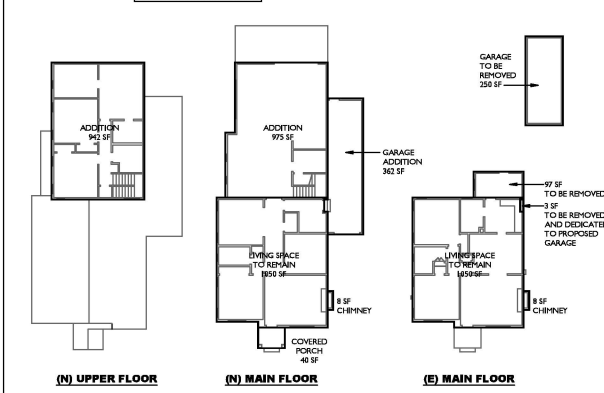 ADDITION
942 SF
(N) UPPER FLOOR
ADDITION
975 SF
GARAGE
ADDITION
362 SF
LIVING SPACE
TO REMAIN
1050 SF
8 SF
CHIMNEY
COVERED
PORCH
40 SF
(N) MAIN FLOOR
GARAGE
TO BE
REMOVED
250 SF
97 SF
TO BE REMOVED
3 SF
TO BE REMOVED
AND DEDICATED
TO PROPOSED
GARAGE
LIVING SPACE
TO REMAIN
1050 SF
8 SF
CHIMNEY
(E) MAIN FLOOR